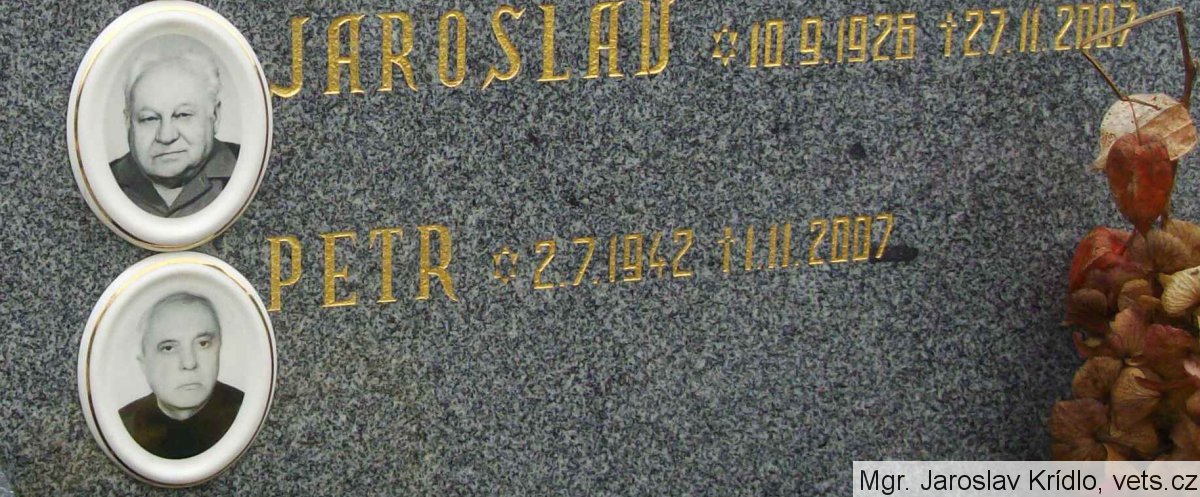 JAROSLAV ✡ 10.9.1926 †27.11.2007
PETR ✡ 2.7.1942 †1.11.2007
Mgr. Jaroslav Krídlo, vets.cz